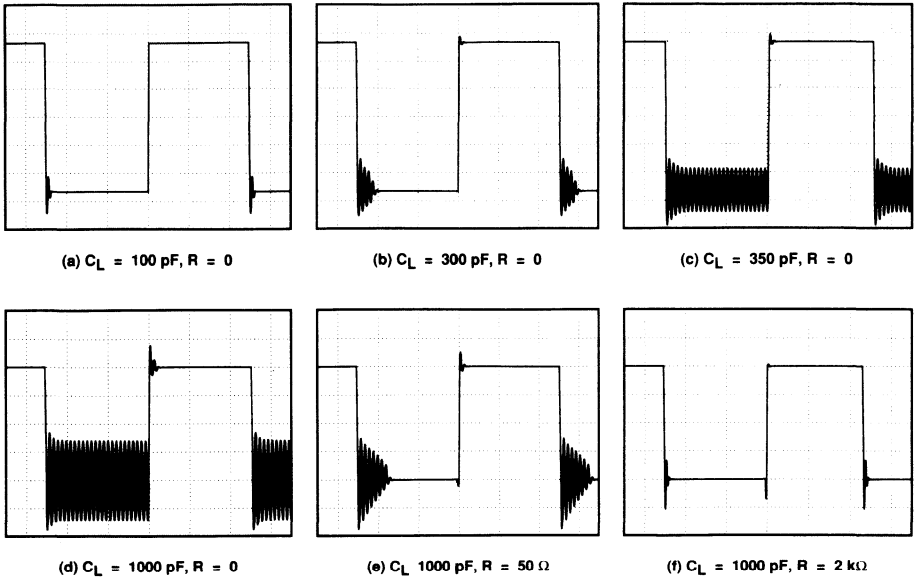 (a) CL = 100 pF, R = 0
(b) CL = 300 pF, R = 0
(c) CL = 350 pF, R = 0
(d) CL = 1000 pF, R = 0
(e) CL 1000 pF, R = 50 Ω
(f) CL = 1000 pF, R = 2 kΩ